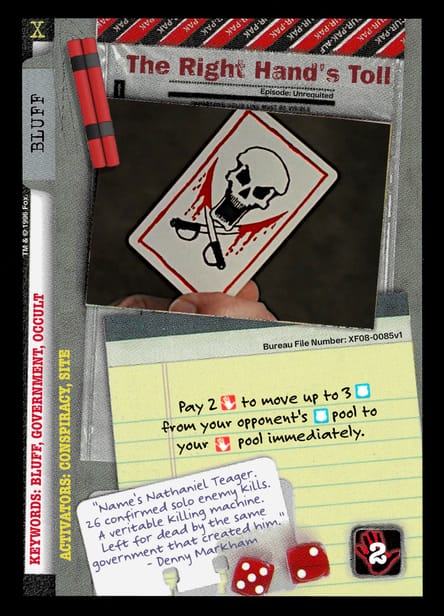 X
CUR-PAK
The Right Hand's Toll
Episode: Unrequited
BLUFF
TM & © 1996 Fox.
KEYWORDS: BLUFF, GOVERNMENT, OCCULT
ACTIVATORS: CONSPIRACY, SITE
Bureau File Number: XF08-0085v1
Pay 2 to move up to 3
from your opponent's pool to
your pool immediately.
"Name's Nathaniel Teager.
26 confirmed solo enemy kills.
A veritable killing machine.
Left for dead by the same
government that created him."
- Denny Markham
2